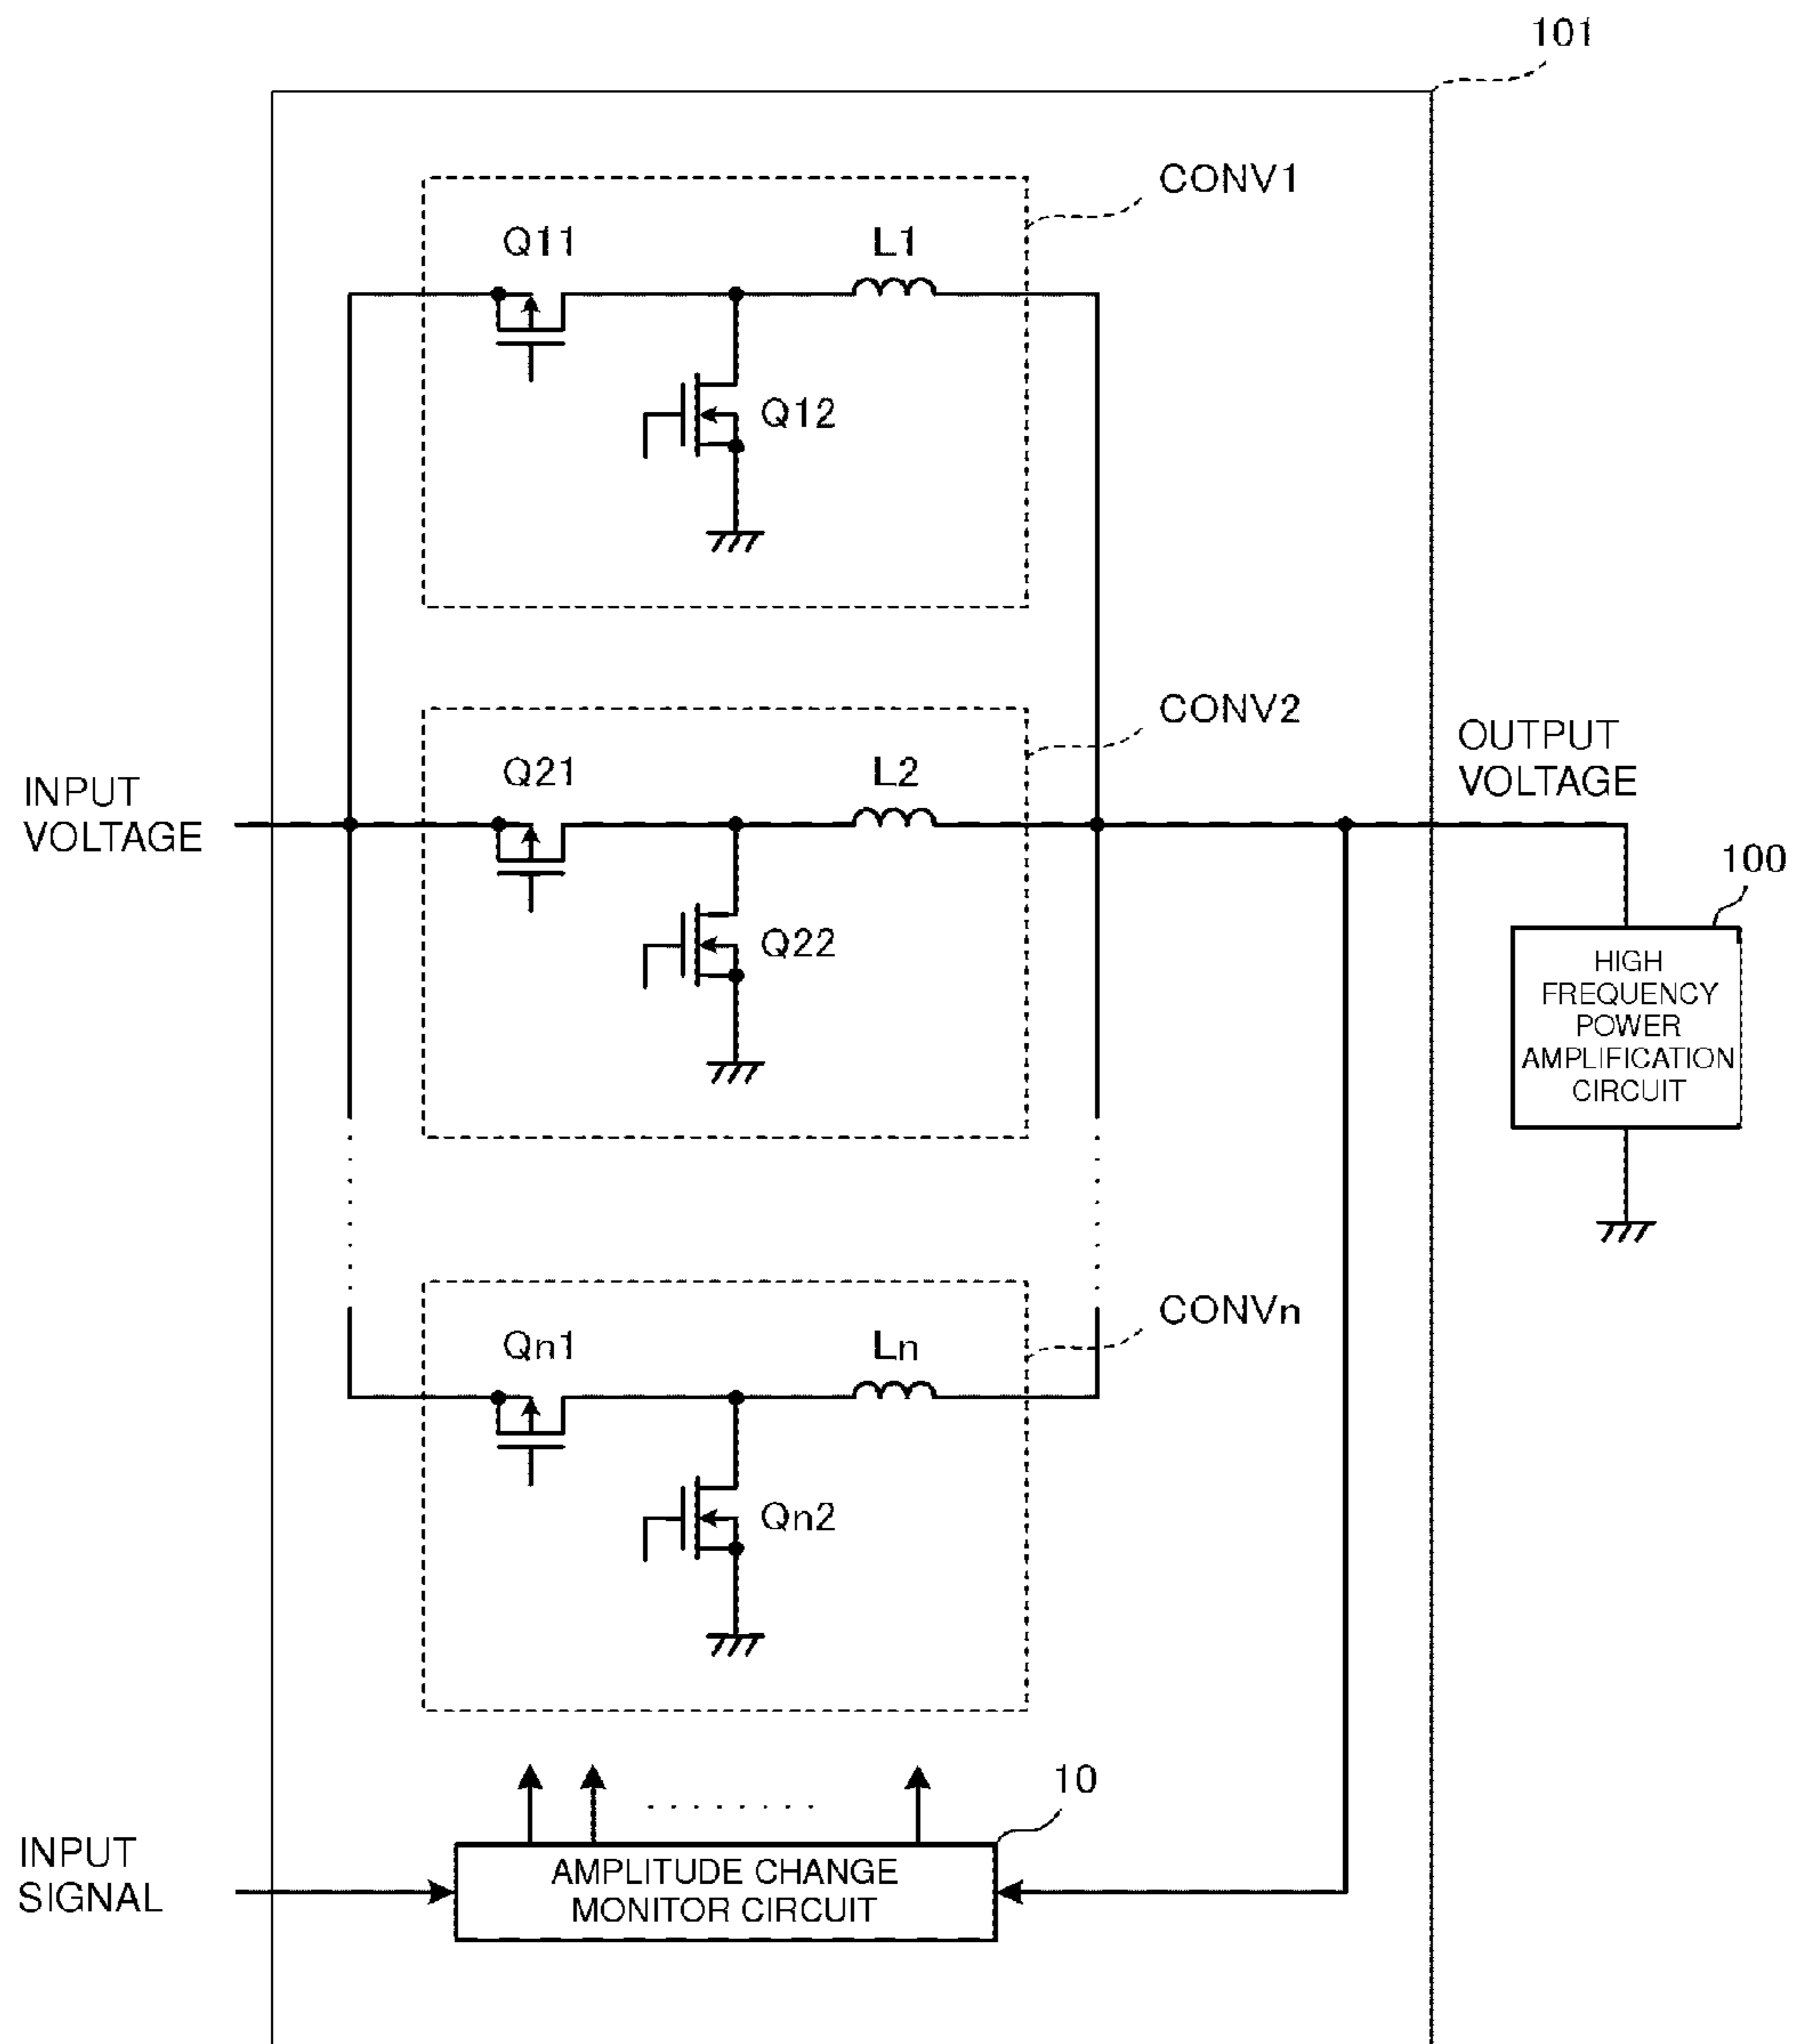 101
CONV1
Q11
L1
Q12
CONV2
Q21
L2
Q22
INPUT
VOLTAGE
OUTPUT
VOLTAGE
100
HIGH
FREQUENCY
POWER
AMPLIFICATION
CIRCUIT
CONVn
Qn1
Ln
Qn2
10
INPUT
SIGNAL
AMPLITUDE CHANGE
MONITOR CIRCUIT